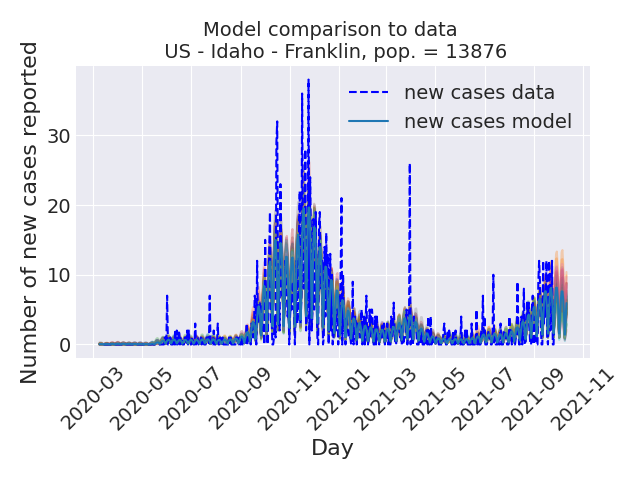 Model comparison to data
US - Idaho - Franklin, pop. = 13876
Number of new cases reported
30
20
10
0
new cases data
new cases model
2020-03
2020-05
2020-07
2020-09
2020-11
2021-01
2021-03
2021-05
2021-07
2021-09
2021-11
Day